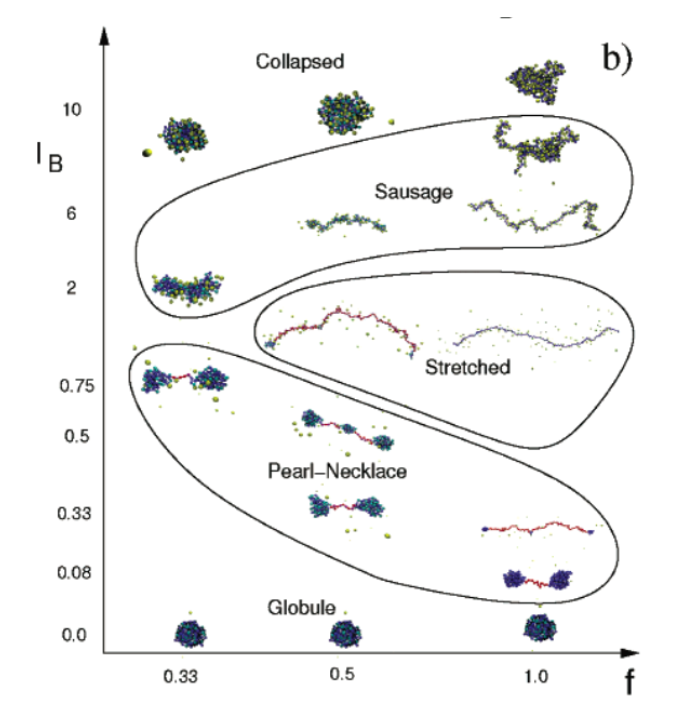 Collapsed
b)
10
l B
Sausage
6
2
Stretched
0.75
0.5
Pearl–Necklace
0.33
0.08
Globule
0.0
0.33 0.5 1.0
f